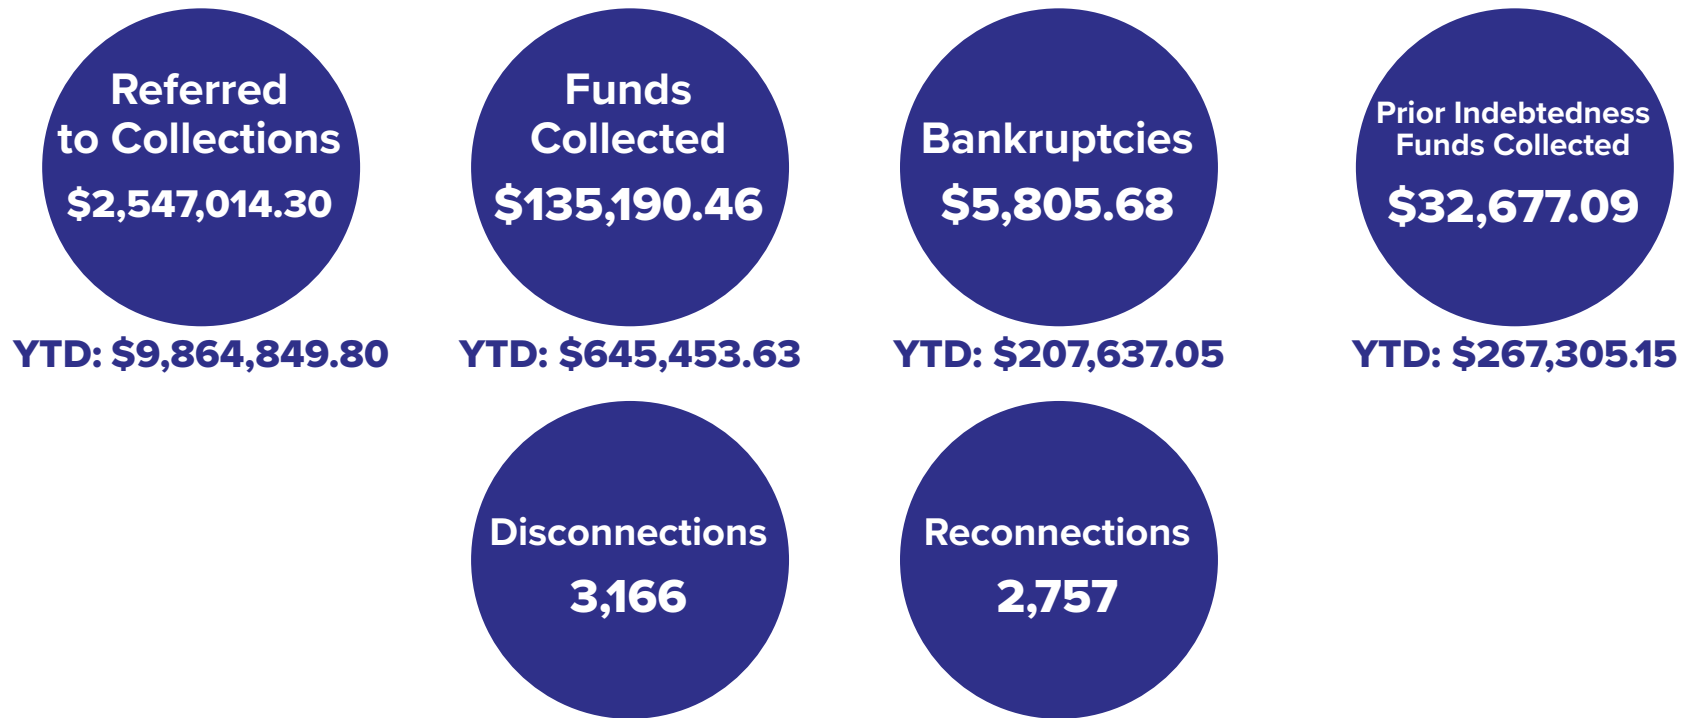 Referred
to Collections
$2,547,014.30
YTD: $9,864,849.80
Funds
Collected
$135,190.46
YTD: $645,453.63
Bankruptcies
$5,805.68
YTD: $207,637.05
Prior Indebtedness
Funds Collected
$32,677.09
YTD: $267,305.15
Disconnections
3,166
Reconnections
2,757